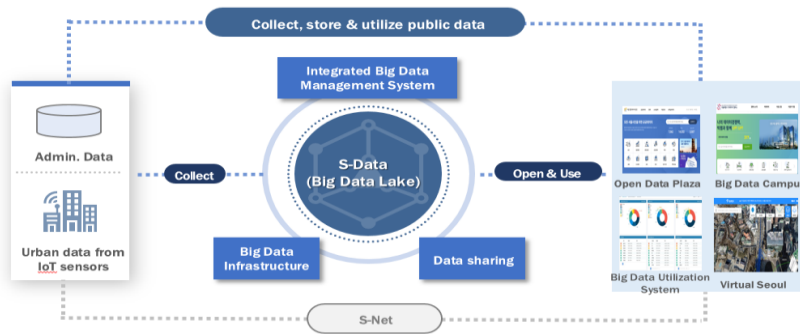 Collect, store & utilize public data
Integrated Big Data
Management System
Admin. Data
Urban data from
IoT sensors
Collect
S-Data
(Big Data Lake)
Big Data
Infrastructure
Data sharing
Open & Use
Open Data Plaza
Big Data Campu
Big Data Utilization
System
Virtual Seoul
S-Net